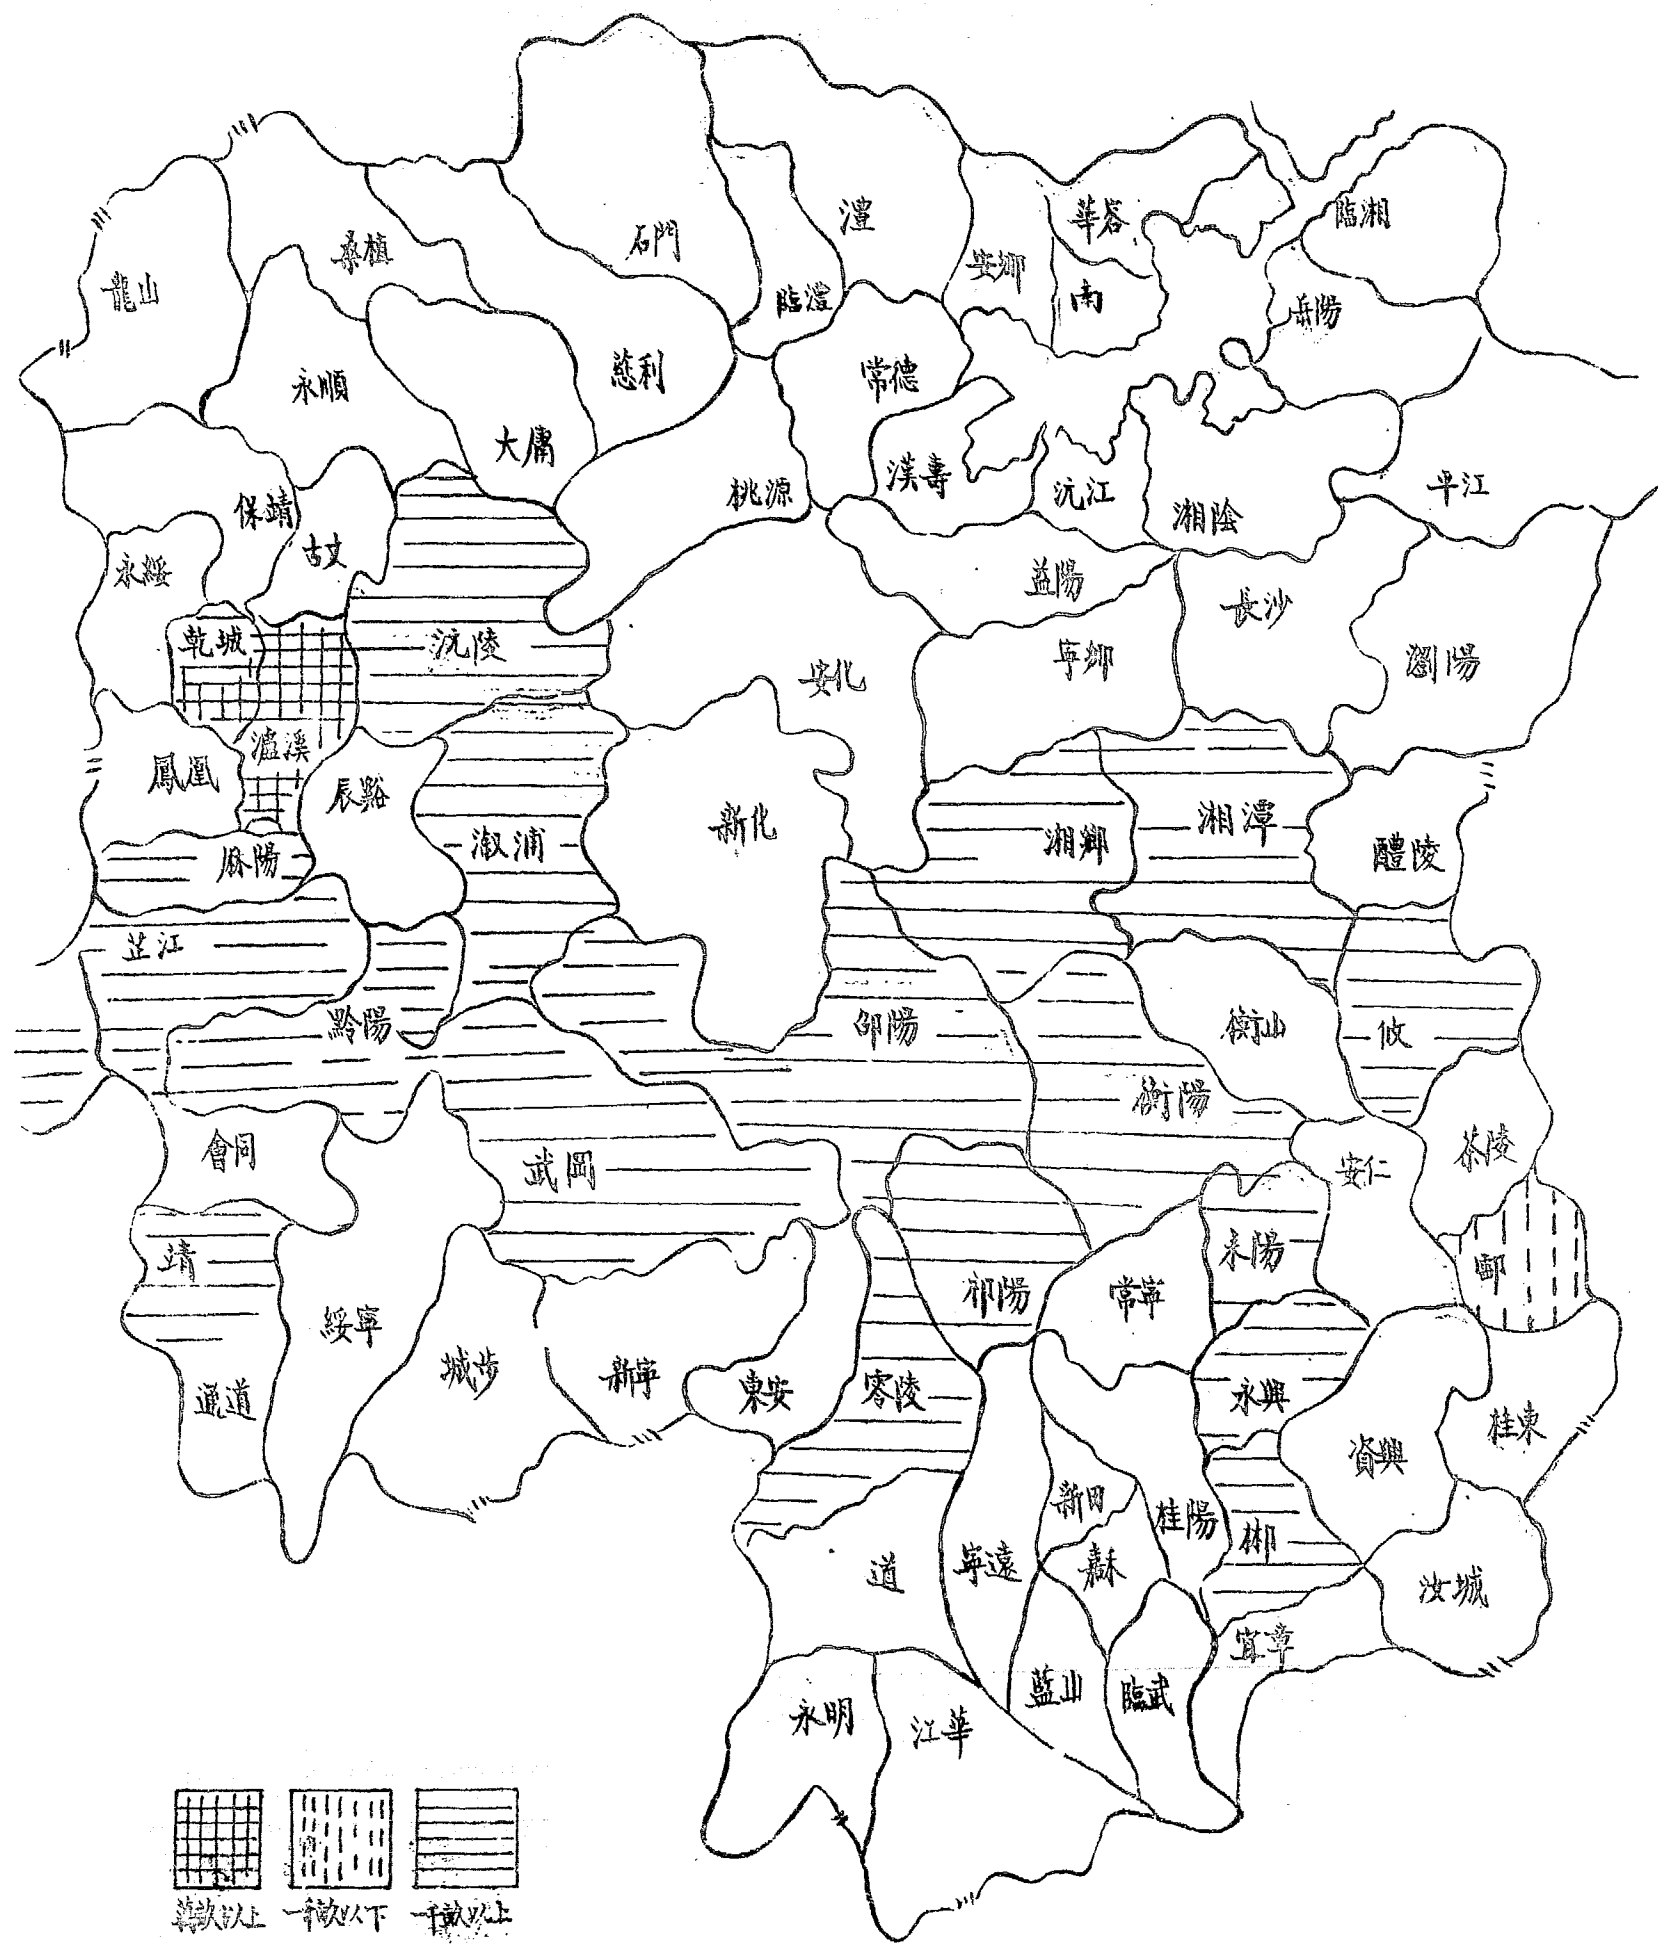 臨湘
華容
澧
石門
桑植
安鄉
南
龍山
臨澧
岳陽
慈利
常德
永順
大庸
漢壽
桃源
沅江
平江
湘陰
保靖
古丈
永綏
益陽
長沙
乾城
沅陵
寧鄉
瀏陽
安化
瀘溪
鳳凰
辰谿
新化
湘潭
溆浦
湘鄉
醴陵
麻陽
芷江
黔陽
邵陽
衡山
攸
衡陽
會同
武岡
安仁
茶陵
靖
耒陽
酃
祁陽
常寧
綏寧
城步
新寧
東安
零陵
永興
通道
資興
桂東
新田
桂陽
郴
道
寧遠
嘉禾
汝城
宜章
藍山
臨武
永明
江華
萬畝以上
一千畝以下
一千畝以上